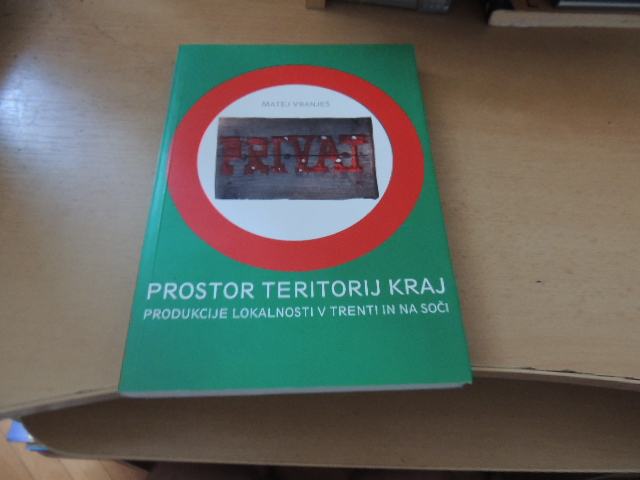 MATEJ VRANJEŠ
PRIVAT
PROSTOR TERITORIJ KRAJ
PRODUKCIJE LOKALNOSTI V TRENTI IN NA SOČI